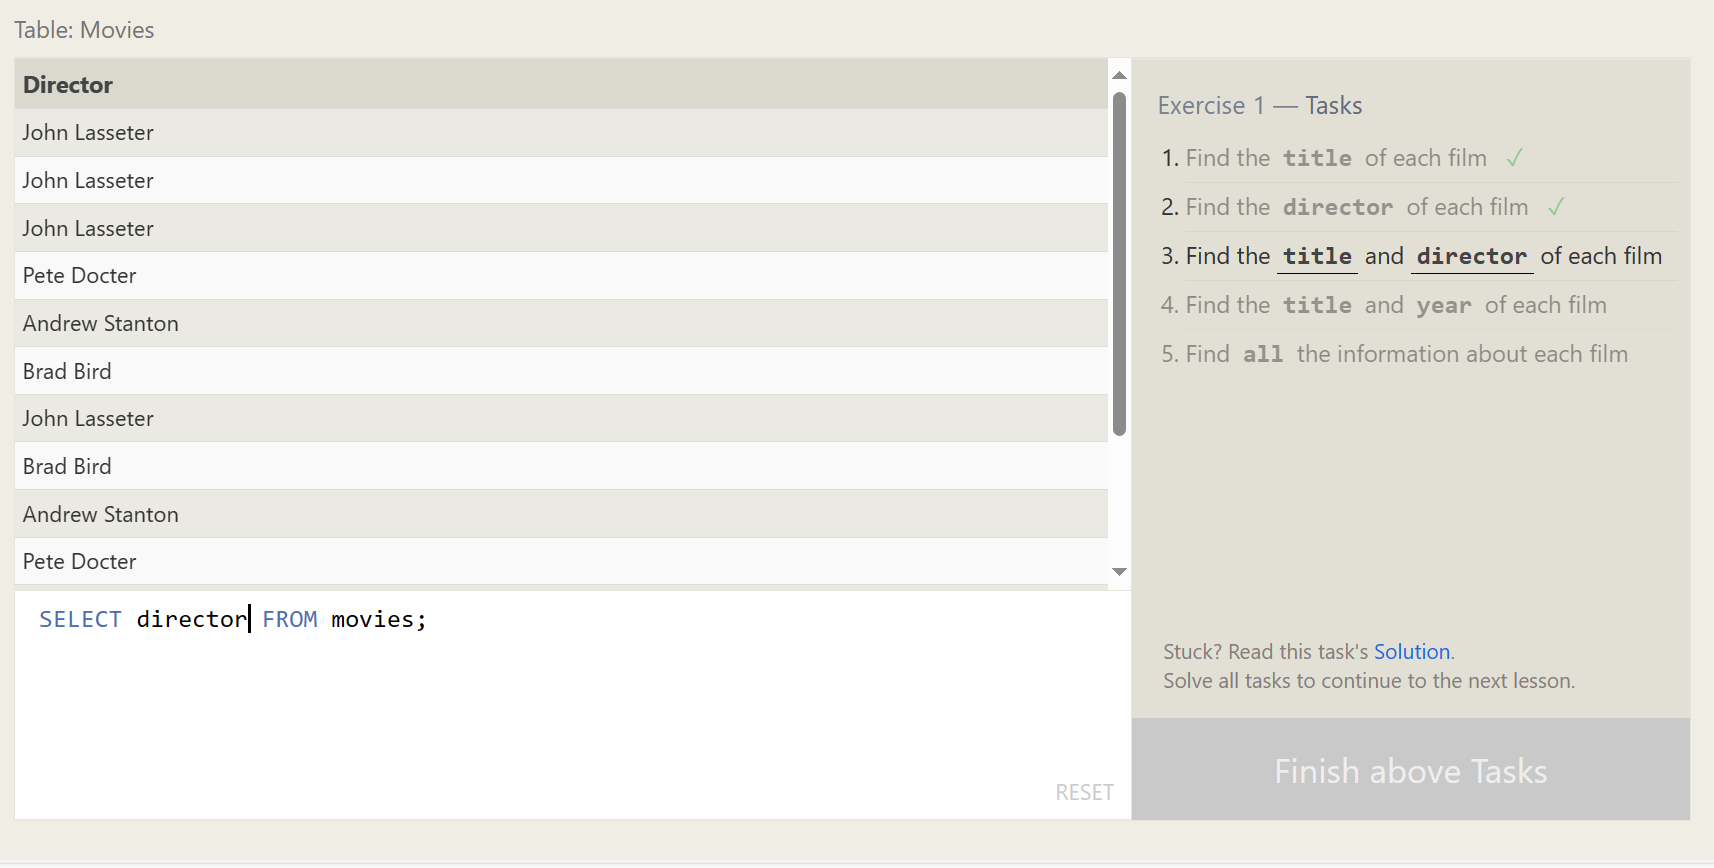 Table: Movies
Director
John Lasseter
John Lasseter
John Lasseter
Pete Docter
Andrew Stanton
Brad Bird
John Lasseter
Brad Bird
Andrew Stanton
Pete Docter
SELECT director FROM movies;
RESET
Exercise 1 — Tasks
1. Find the title of each film ✓
2. Find the director of each film ✓
3. Find the title and director of each film
4. Find the title and year of each film
5. Find all the information about each film
Stuck? Read this task's Solution.
Solve all tasks to continue to the next lesson.
Finish above Tasks